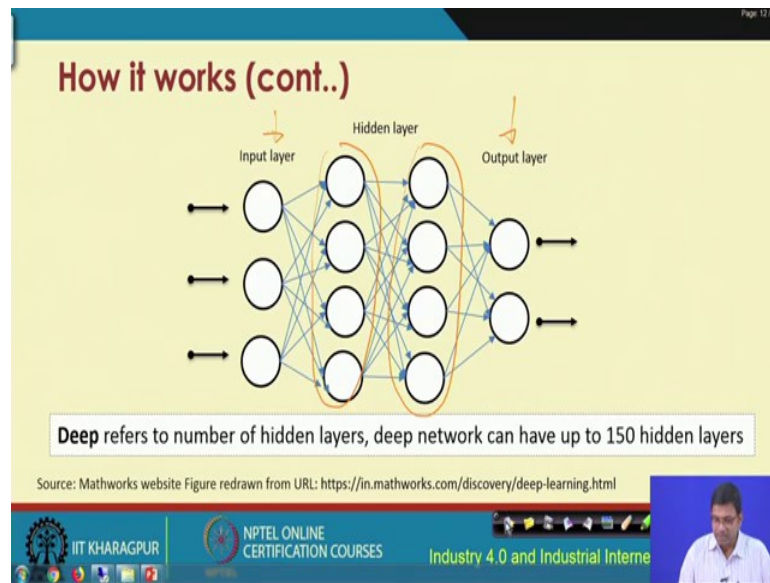 Page: 12 /
How it works (cont..)
Hidden layer
Input layer
Output layer
Deep refers to number of hidden layers, deep network can have up to 150 hidden layers
Source: Mathworks website Figure redrawn from URL: https://in.mathworks.com/discovery/deep-learning.html
IIT KHARAGPUR
NPTEL ONLINE
CERTIFICATION COURSES
Industry 4.0 and Industrial Interne